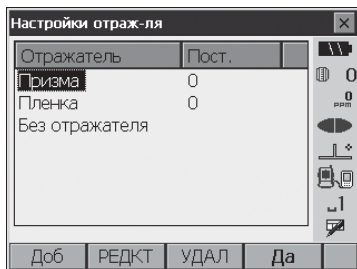 Настройки отраж-ля
Отражатель Пост.
Призма 0
Пленка 0
Без отражателя
0
0
PPM
1
Доб РЕДКТ УДАЛ Да